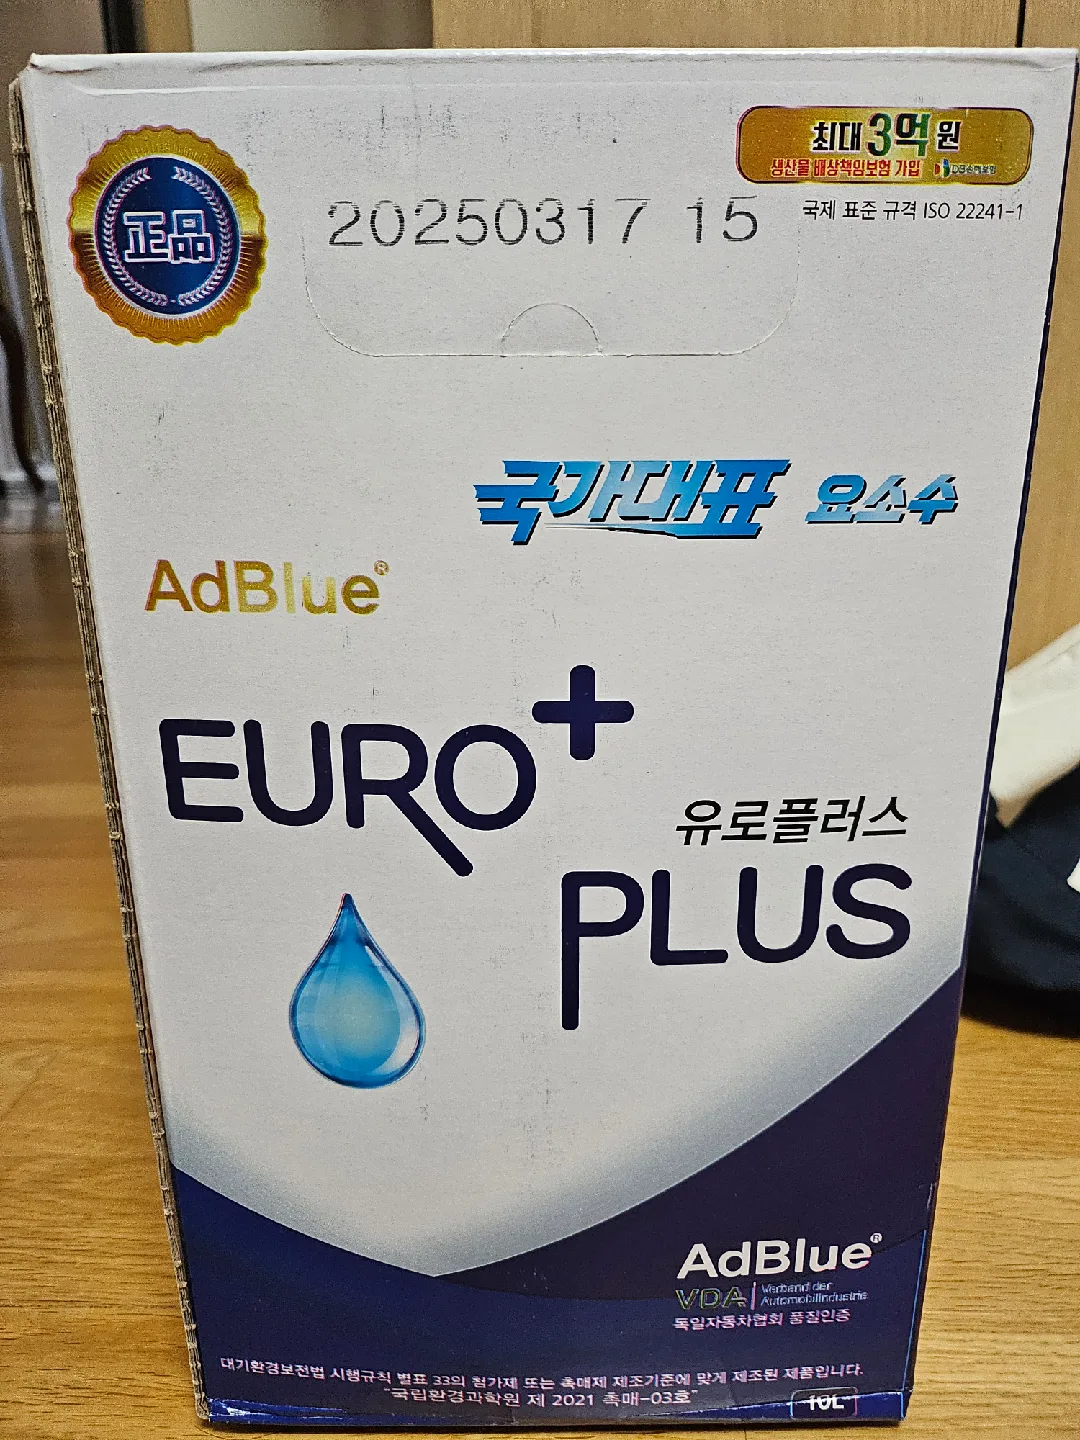 正品
최대 3억 원
생산물 배상책임보험 가입 DB손해보험
국제 표준 규격 ISO 22241-1
20250317 15
국가대표 요소수
AdBlue®
EURO+
유로플러스
PLUS
AdBlue®
VDA Verband der
Automobilindustrie
독일자동차협회 품질인증
대기환경보전법 시행규칙 별표 33의 첨가제 또는 촉매제 제조기준에 맞게 제조된 제품입니다.
"국립환경과학원 제 2021 촉매-03호"
10L